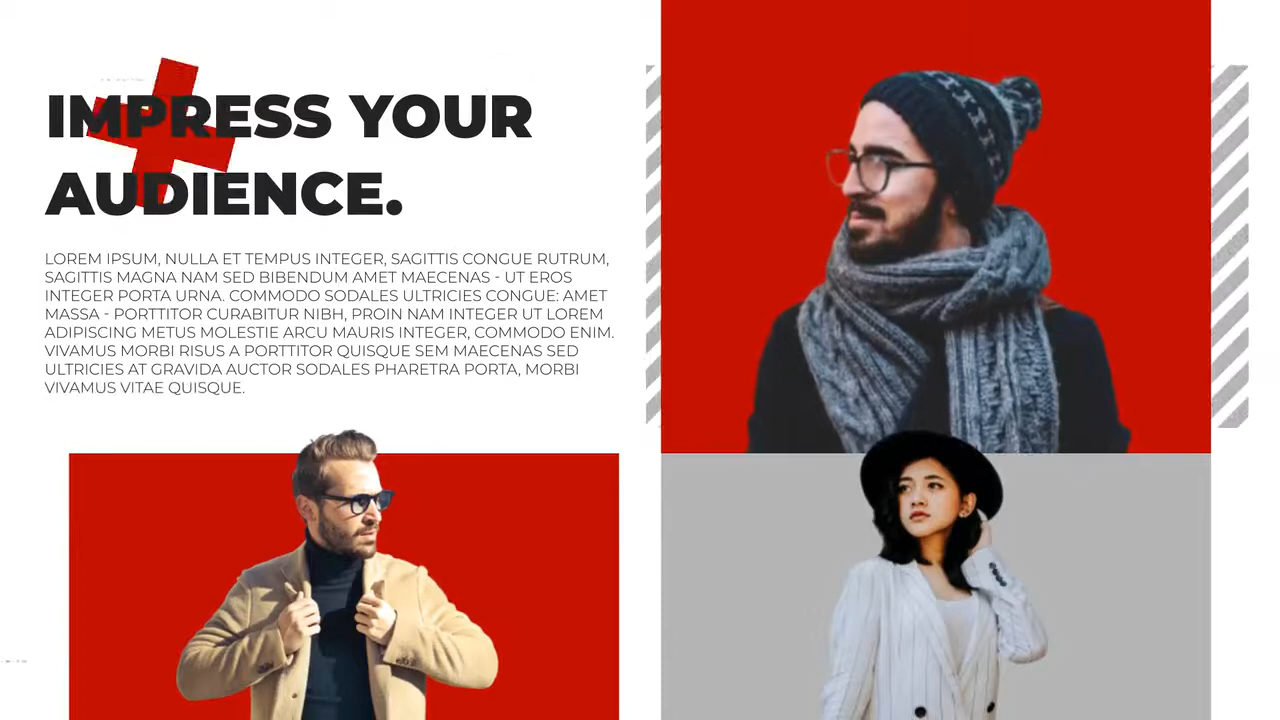 IMPRESS YOUR
AUDIENCE.
LOREM IPSUM, NULLA ET TEMPUS INTEGER, SAGITTIS CONGUE RUTRUM,
SAGITTIS MAGNA NAM SED BIBENDUM AMET MAECENAS - UT EROS
INTEGER PORTA URNA. COMMODO SODALES ULTRICIES CONGUE: AMET
MASSA - PORTTITOR CURABITUR NIBH, PROIN NAM INTEGER UT LOREM
ADIPISCING METUS MOLESTIE ARCU MAURIS INTEGER, COMMODO ENIM.
VIVAMUS MORBI RISUS A PORTTITOR QUISQUE SEM MAECENAS SED
ULTRICIES AT GRAVIDA AUCTOR SODALES PHARETRA PORTA, MORBI
VIVAMUS VITAE QUISQUE.